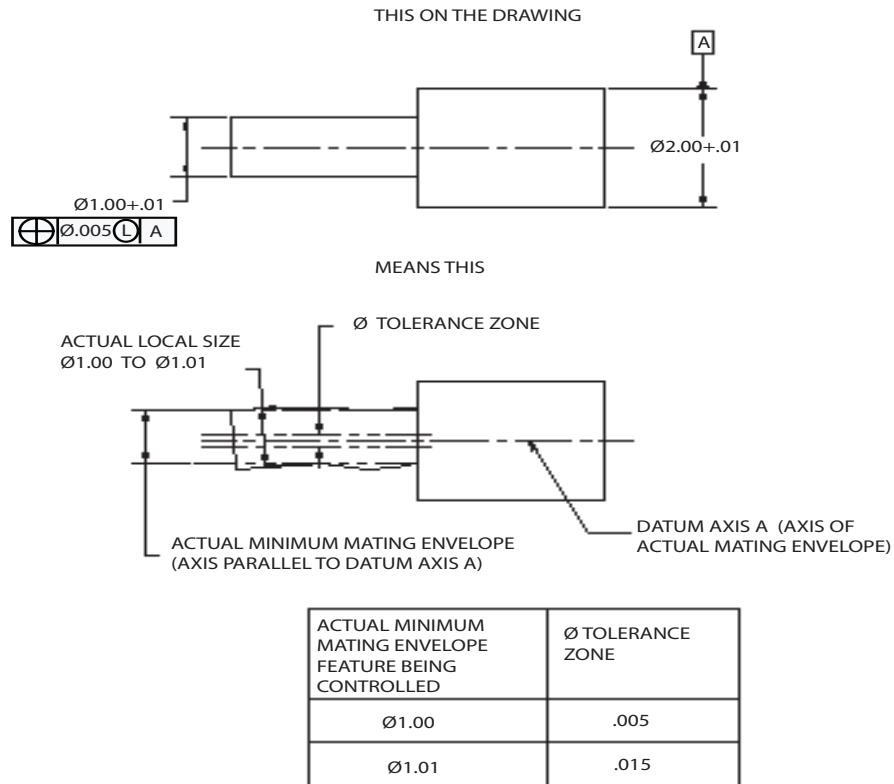 THIS ON THE DRAWING
A
Ø2.00+.01
Ø1.00+.01
⌖ Ø.005 Ⓛ A
MEANS THIS
Ø TOLERANCE ZONE
ACTUAL LOCAL SIZE
Ø1.00 TO Ø1.01
DATUM AXIS A (AXIS OF
ACTUAL MATING ENVELOPE)
ACTUAL MINIMUM MATING ENVELOPE
(AXIS PARALLEL TO DATUM AXIS A)
ACTUAL MINIMUM
MATING ENVELOPE
FEATURE BEING
CONTROLLED
Ø TOLERANCE
ZONE
Ø1.00 .005
Ø1.01 .015